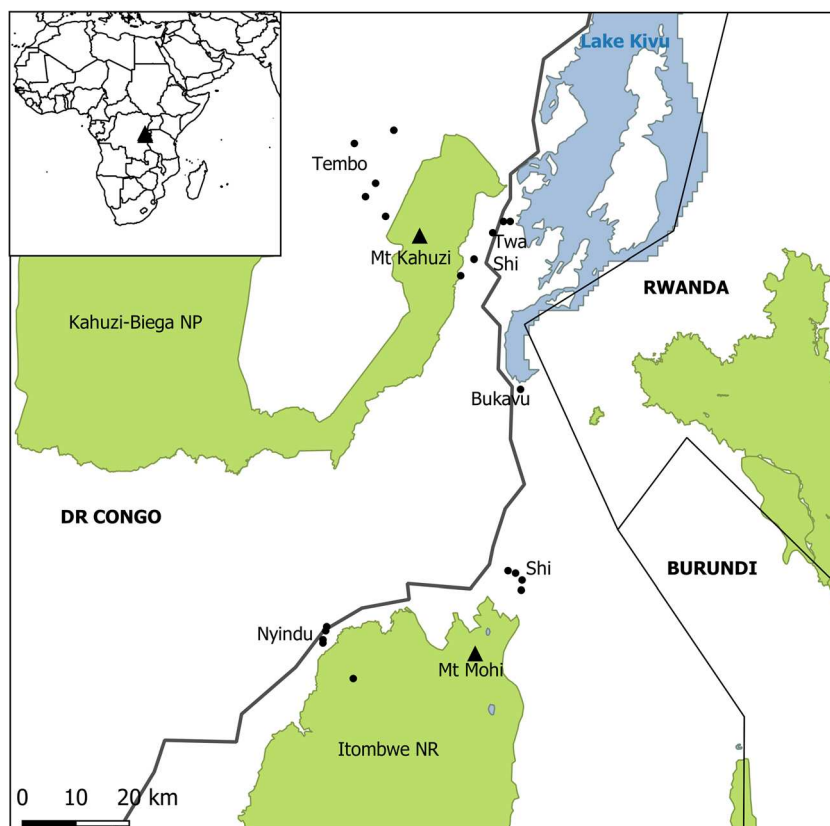 Lake Kivu
Tembo
Mt Kahuzi
Twa
Shi
RWANDA
Kahuzi-Biega NP
Bukavu
DR CONGO
Shi
BURUNDI
Nyindu
Mt Mohi
Itombwe NR
0 10 20 km